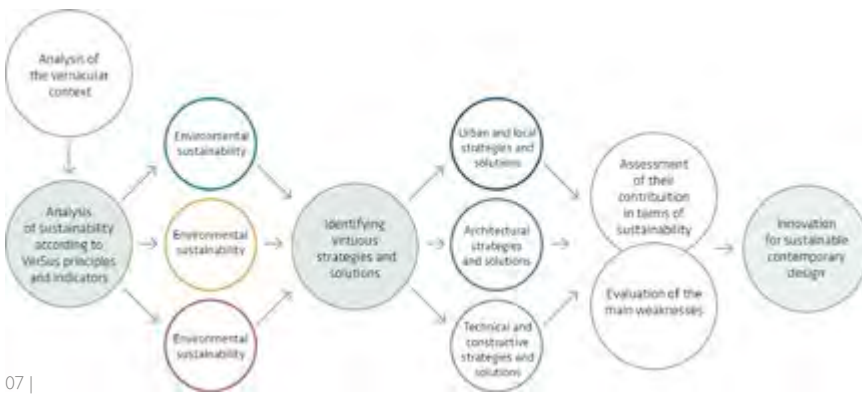 Analysis of
the vernacular
context
Analysis
of sustainability
according to
VerSus principles
and indicators
Environmental
sustainability
Environmental
sustainability
Environmental
sustainability
Identifying
virtuous
strategies and
solutions
Urban and local
strategies and
solutions
Architectural
strategies
and solutions
Technical and
constructive
strategies and
solutions
Assessment
of their
contribuition
in terms of
sustainability
Evaluation of the
main weaknesses
Innovation
for sustainable
contemporary
design
07 |